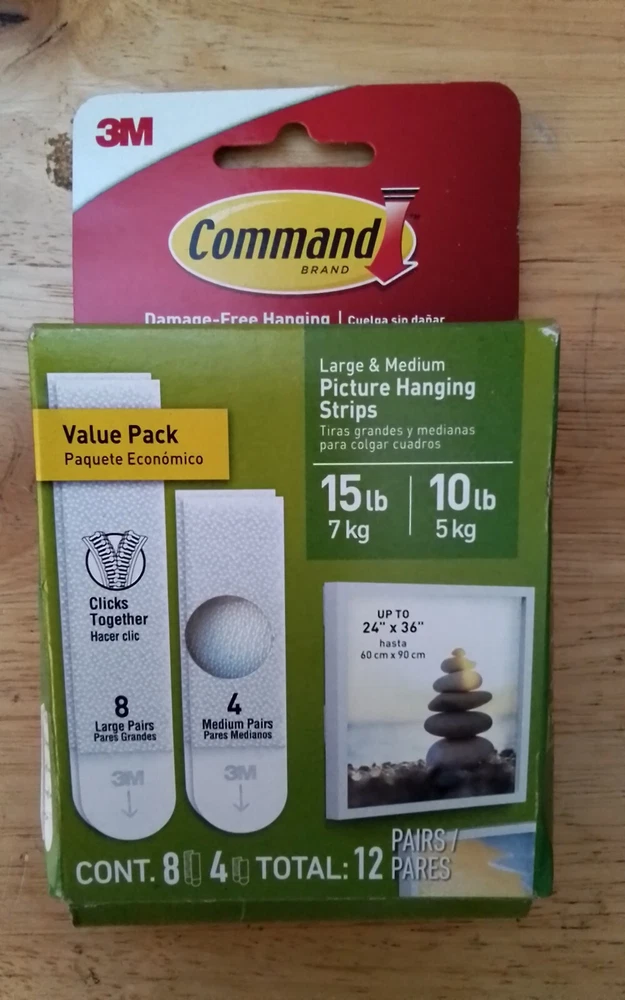 3M
Command
BRAND
Damage-Free Hanging | Cuelga sin dañar
Large & Medium
Picture Hanging
Strips
Tiras grandes y medianas
para colgar cuadros
15 lb
7 kg
10 lb
5 kg
Value Pack
Paquete Económico
Clicks
Together
Hacer clic
8
Large Pairs
Pares Grandes
3M
4
Medium Pairs
Pares Medianos
3M
UP TO
24" x 36"
hasta
60 cm x 90 cm
CONT. 8 4 TOTAL: 12 PAIRS /
PARES